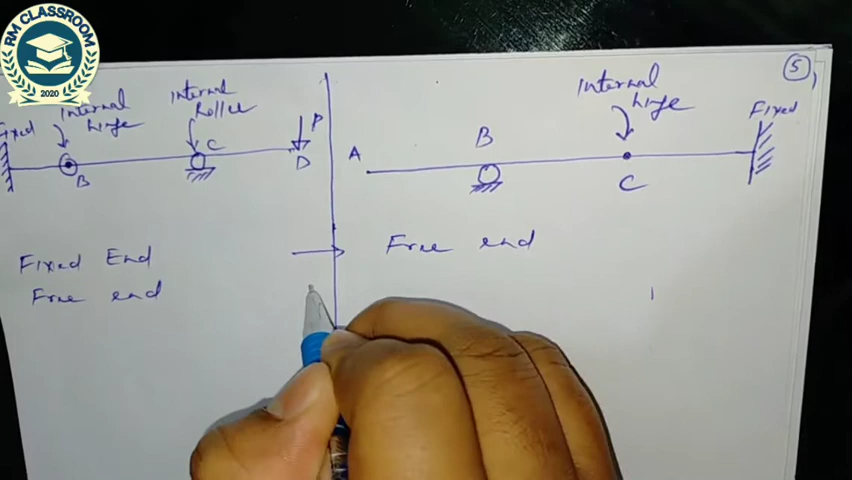 RM CLASSROOM
2020
Fixed
Internal
hinge
B
Internal
Roller
C
P
D
Fixed End
Free end
5
A
B
Internal
hinge
C
Fixed
Free end